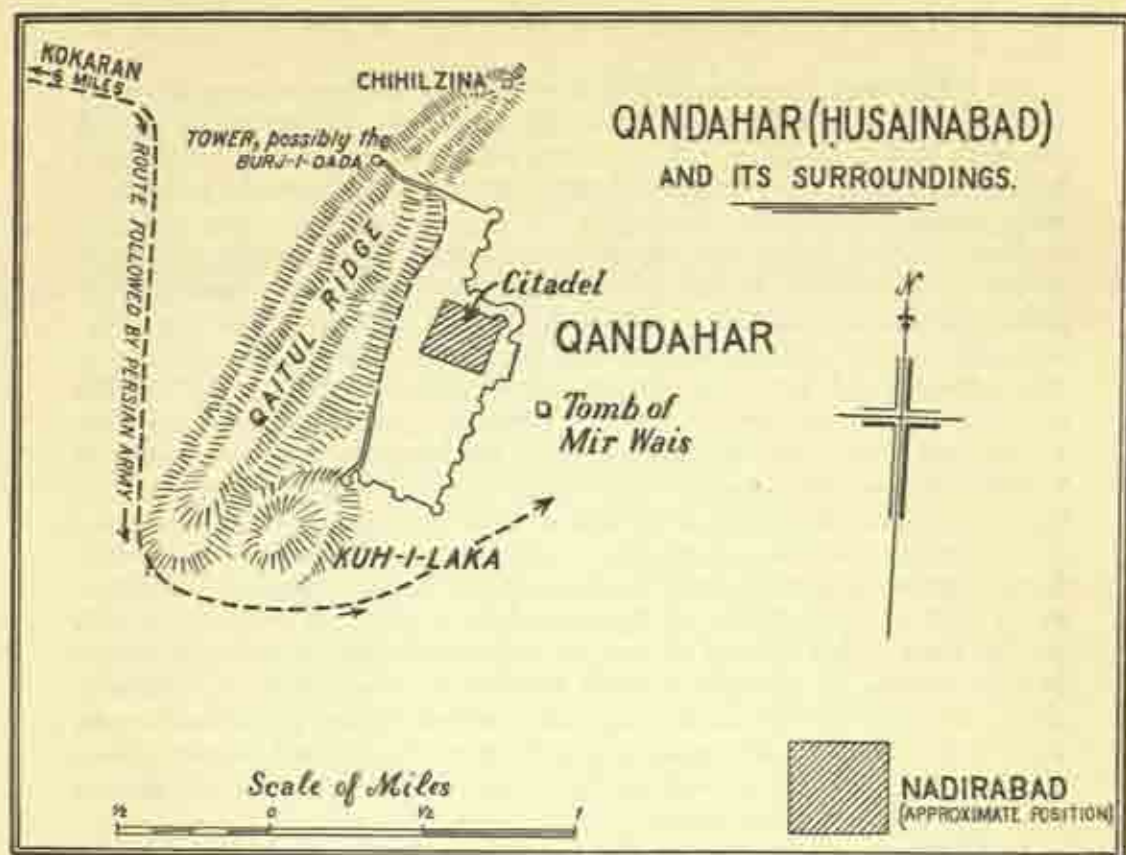 KOKARAN
6 MILES
CHIHILZINA
TOWER, possibly the
BURJ-I-DADA
QANDAHAR (HUSAINABAD)
AND ITS SURROUNDINGS.
ROUTE FOLLOWED BY PERSIAN ARMY
QAITUL RIDGE
Citadel
QANDAHAR
N
Tomb of
Mir Wais
KUH-I-LAKA
Scale of Miles
1/2 0 1/2 1
NADIRABAD
(APPROXIMATE POSITION)